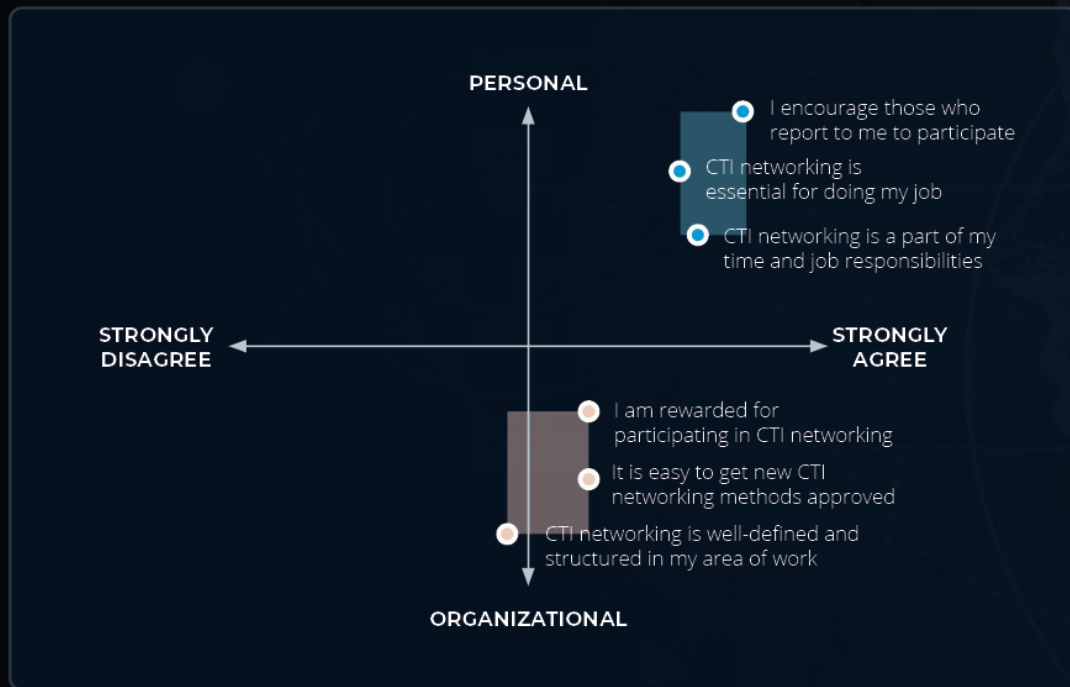 PERSONAL
I encourage those who
report to me to participate
CTI networking is
essential for doing my job
CTI networking is a part of my
time and job responsibilities
STRONGLY
DISAGREE
STRONGLY
AGREE
I am rewarded for
participating in CTI networking
It is easy to get new CTI
networking methods approved
CTI networking is well-defined and
structured in my area of work
ORGANIZATIONAL